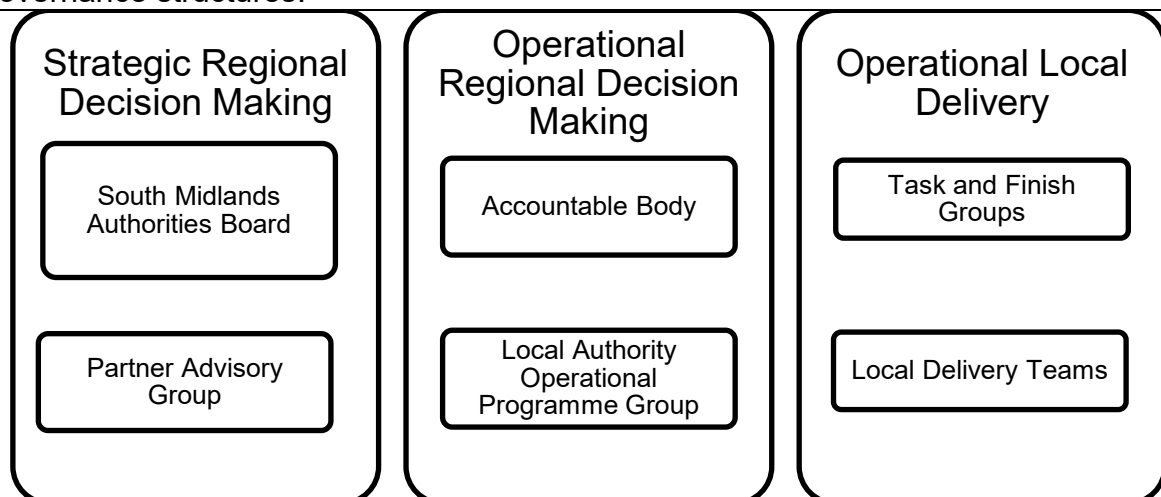 Strategic Regional
Decision Making
South Midlands
Authorities Board
Partner Advisory
Group
Operational
Regional Decision
Making
Accountable Body
Local Authority
Operational
Programme Group
Operational Local
Delivery
Task and Finish
Groups
Local Delivery Teams